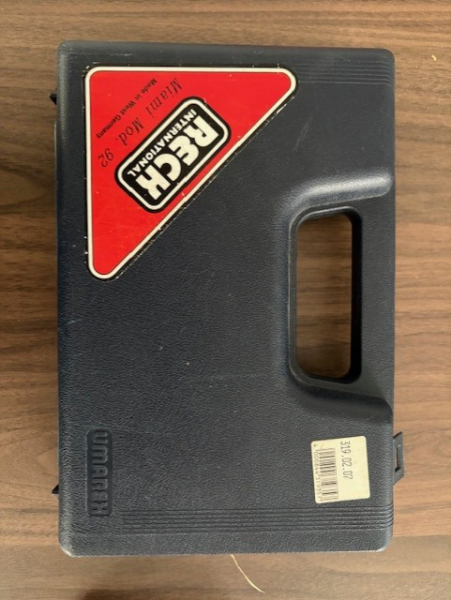 RECK
INTERNATIONAL
Miami Mod. 92
Made in West Germany
UMAREX
319.02.07